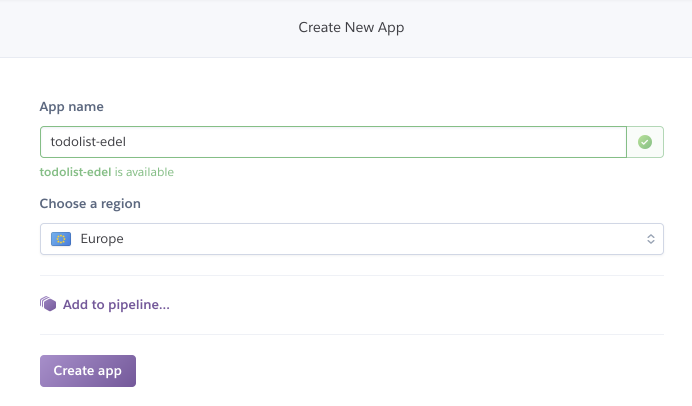 Create New App
App name
todolist-edel
todolist-edel is available
Choose a region
Europe
Add to pipeline...
Create app